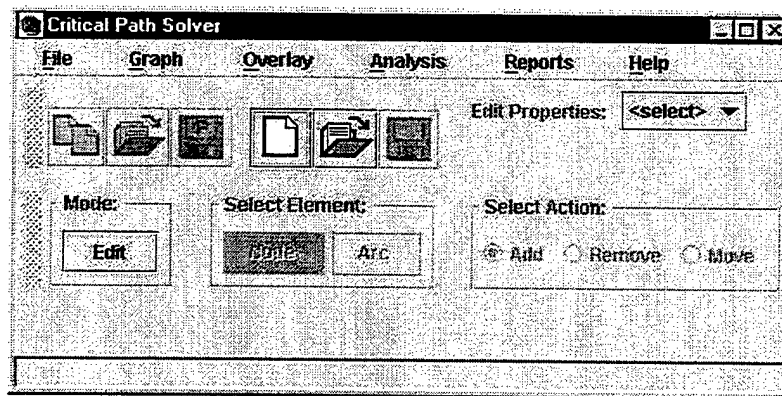 Critical Path Solver
File Graph Overlay Analysis Reports Help
Edit Properties: <select>
Mode: Select Element: Select Action:
Edit Node Arc Add Remove Move